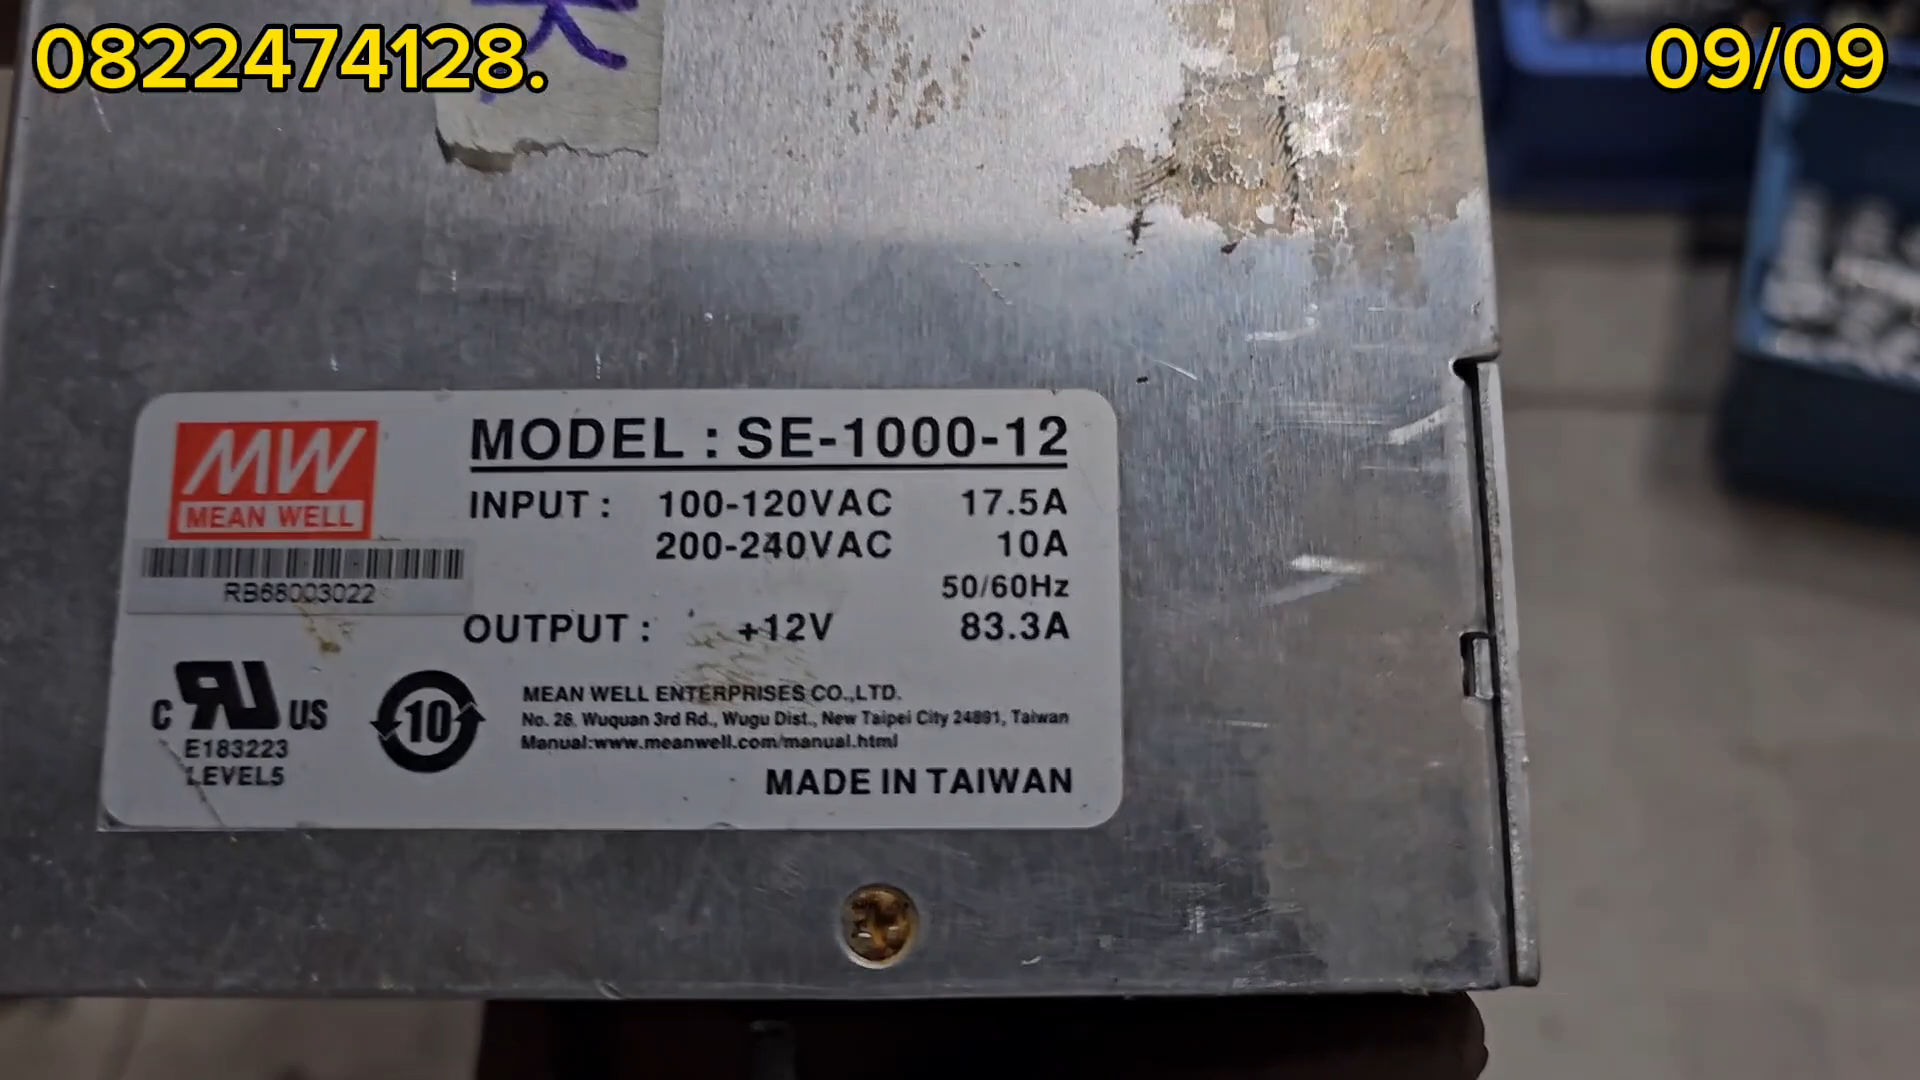 0822474128.
09/09
MW
MEAN WELL
RB68003022
MODEL : SE-1000-12
INPUT : 100-120VAC 17.5A
200-240VAC 10A
50/60Hz
OUTPUT : +12V 83.3A
C RU US
E183223
LEVEL5
10
MEAN WELL ENTERPRISES CO.,LTD.
No. 28, Wuquan 3rd Rd., Wugu Dist., New Taipei City 24891, Taiwan
Manual:www.meanwell.com/manual.html
MADE IN TAIWAN